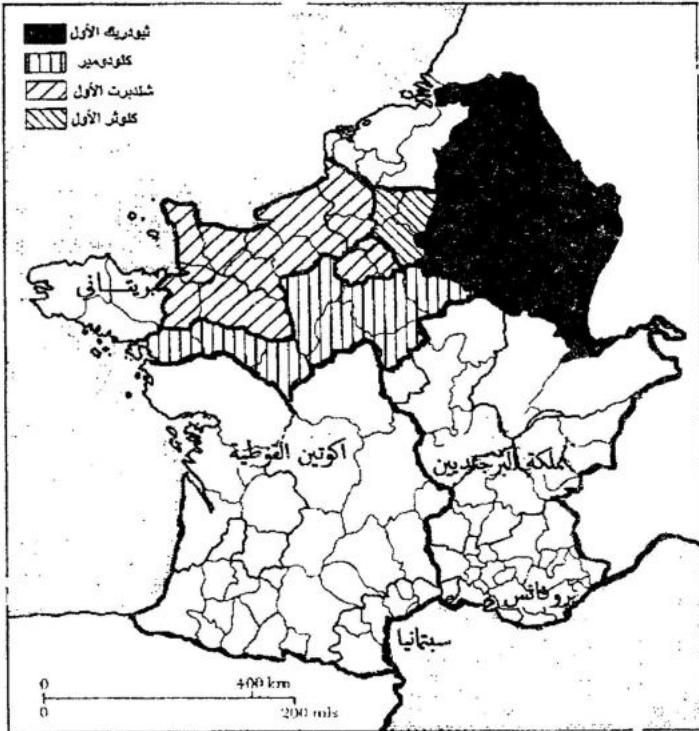 ثيودريك الأول
كلودومير
شلدبرت الأول
كلوثر الأول
بريتـــانى
اكوتين القوطية
مملكة البرجنديين
بروفانس
سبتمانيا
0 400 km
0 200 mls